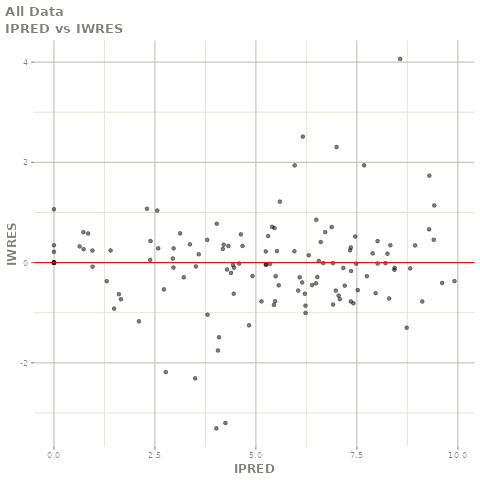 All Data
IPRED vs IWRES
4
2
0
-2
IWRES
0.0 2.5 5.0 7.5 10.0
IPRED